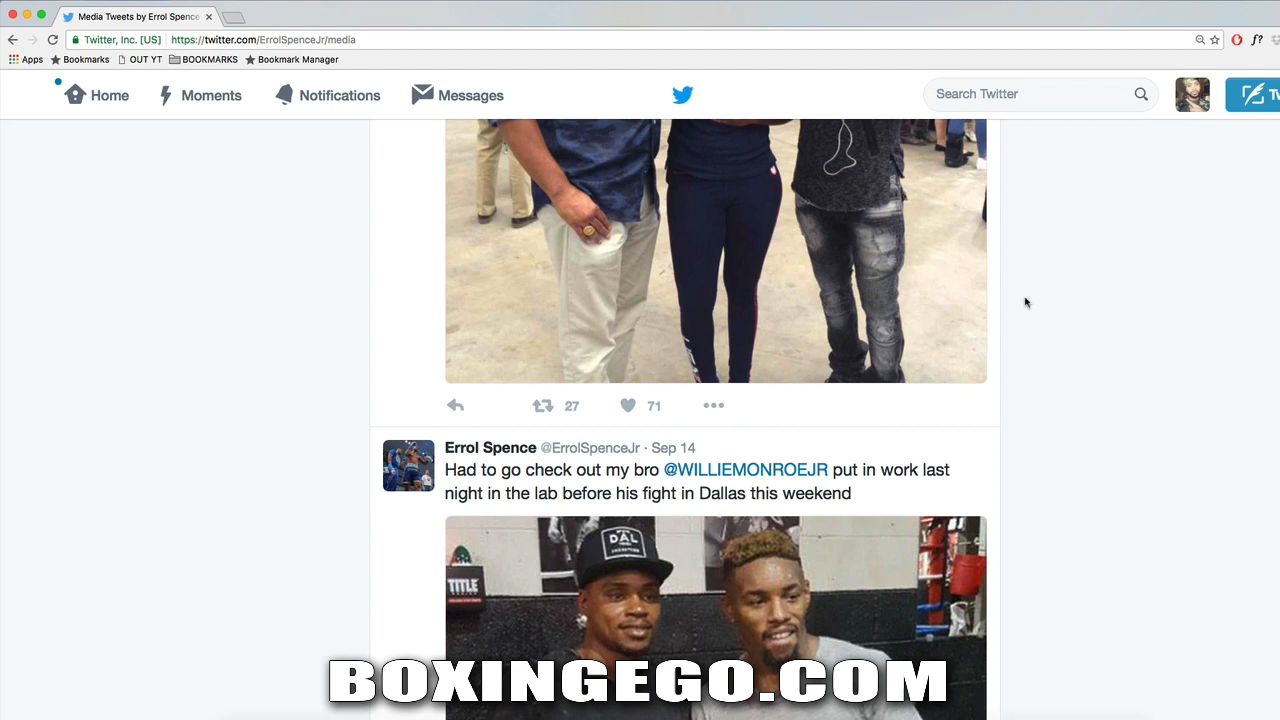 Media Tweets by Errol Spence
Twitter, Inc. [US] https://twitter.com/ErrolSpenceJr/media
f?
Apps Bookmarks OUT YT BOOKMARKS Bookmark Manager
Home Moments Notifications Messages Search Twitter
27 71
Errol Spence @ErrolSpenceJr · Sep 14
Had to go check out my bro @WILLIEMONROEJR put in work last
night in the lab before his fight in Dallas this weekend
DAL
TITLE
BOXINGEGO.COM